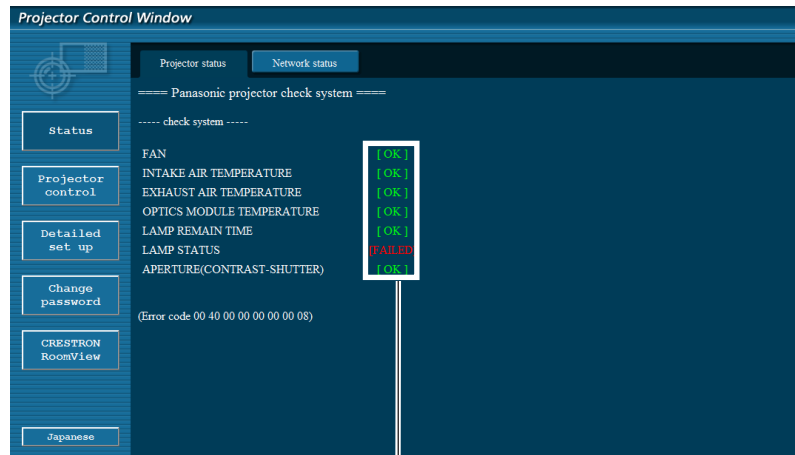 Projector Control Window
Projector status Network status
==== Panasonic projector check system ====
Status
----- check system -----
FAN [ OK ]
INTAKE AIR TEMPERATURE [ OK ]
Projector control
EXHAUST AIR TEMPERATURE [ OK ]
OPTICS MODULE TEMPERATURE [ OK ]
Detailed set up
LAMP REMAIN TIME [ OK ]
LAMP STATUS [FAILED
APERTURE(CONTRAST-SHUTTER) [ OK ]
Change password
(Error code 00 40 00 00 00 00 00 08)
CRESTRON RoomView
Japanese